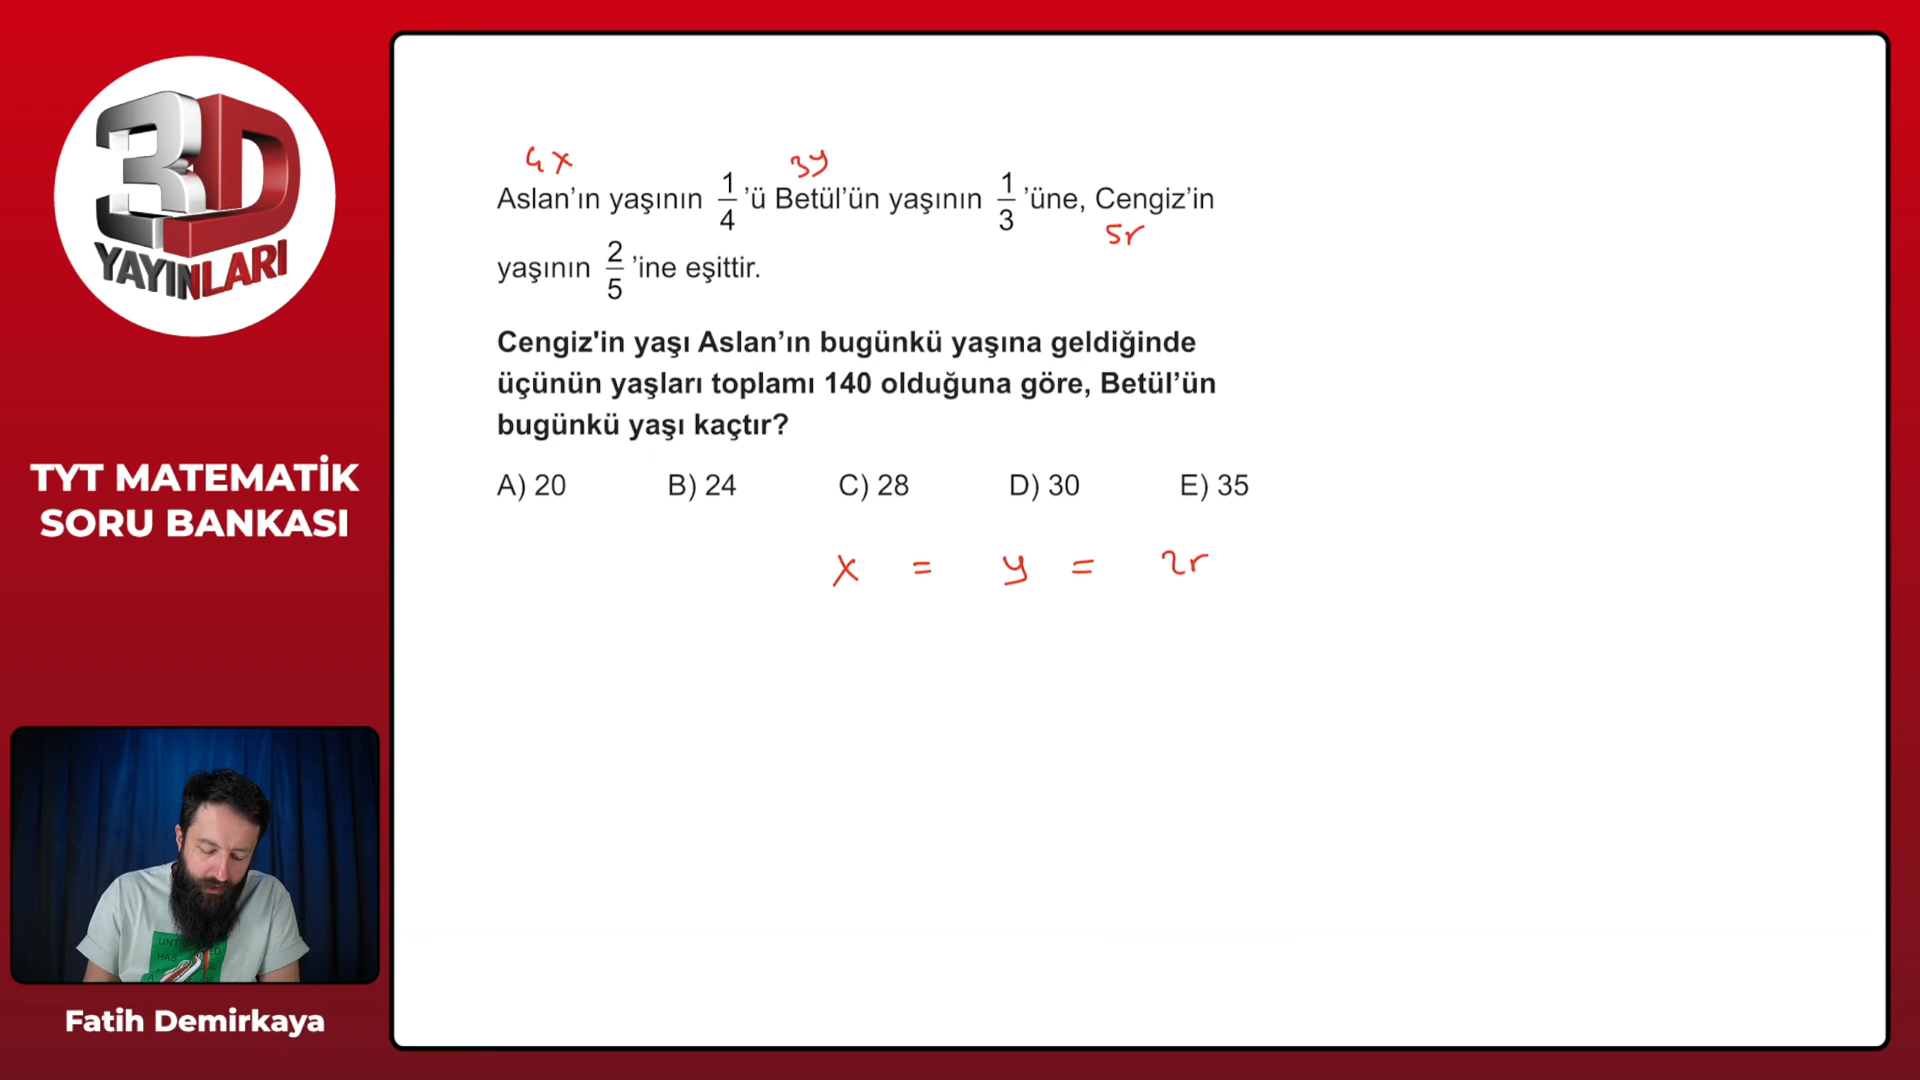 3D
YAYINLARI
TYT MATEMATİK
SORU BANKASI
Fatih Demirkaya
4x
3y
Aslan’ın yaşının 1/4 ’ü Betül’ün yaşının 1/3 ’üne, Cengiz’in
5r
yaşının 2/5 ’ine eşittir.
Cengiz'in yaşı Aslan’ın bugünkü yaşına geldiğinde
üçünün yaşları toplamı 140 olduğuna göre, Betül’ün
bugünkü yaşı kaçtır?
A) 20 B) 24 C) 28 D) 30 E) 35
x = y = 2r
HAS